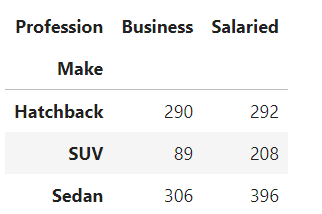 Profession Business Salaried
Make
Hatchback 290 292
SUV 89 208
Sedan 306 396